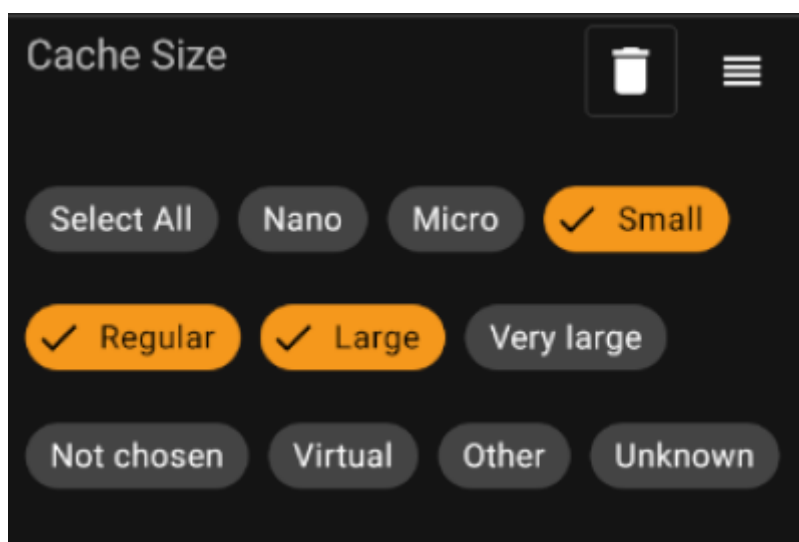 Cache Size
Select All Nano Micro Small
Regular Large Very large
Not chosen Virtual Other Unknown